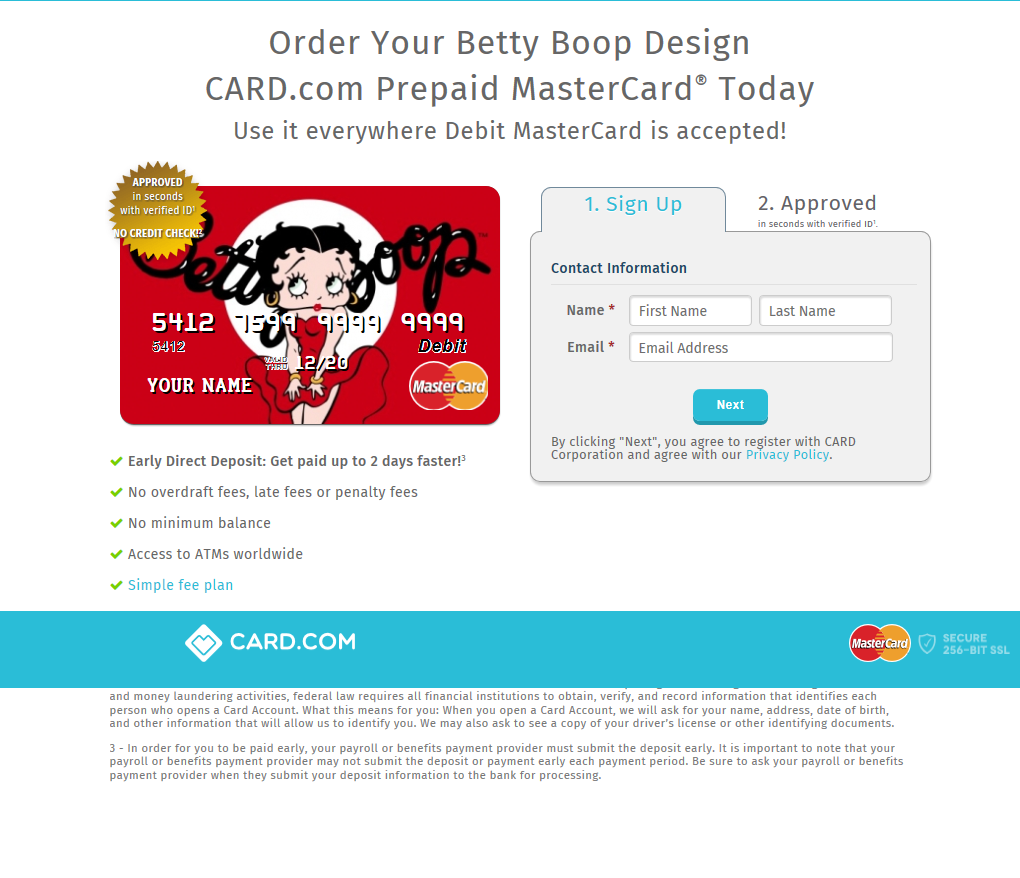 Order Your Betty Boop Design
CARD.com Prepaid MasterCard® Today
Use it everywhere Debit MasterCard is accepted!
APPROVED
in seconds
with verified ID¹
NO CREDIT CHECK!²
Betty Boop™
5412 7599 9999 9999
5412
Debit
VALID
THRU 12/20
YOUR NAME
MasterCard
1. Sign Up
2. Approved
in seconds with verified ID¹.
Contact Information
Name * First Name Last Name
Email * Email Address
Next
By clicking "Next", you agree to register with CARD
Corporation and agree with our Privacy Policy.
Early Direct Deposit: Get paid up to 2 days faster!³
No overdraft fees, late fees or penalty fees
No minimum balance
Access to ATMs worldwide
Simple fee plan
CARD.COM
MasterCard
SECURE
256-BIT SSL
and money laundering activities, federal law requires all financial institutions to obtain, verify, and record information that identifies each
person who opens a Card Account. What this means for you: When you open a Card Account, we will ask for your name, address, date of birth,
and other information that will allow us to identify you. We may also ask to see a copy of your driver's license or other identifying documents.
3 - In order for you to be paid early, your payroll or benefits payment provider must submit the deposit early. It is important to note that your
payroll or benefits payment provider may not submit the deposit or payment early each payment period. Be sure to ask your payroll or benefits
payment provider when they submit your deposit information to the bank for processing.